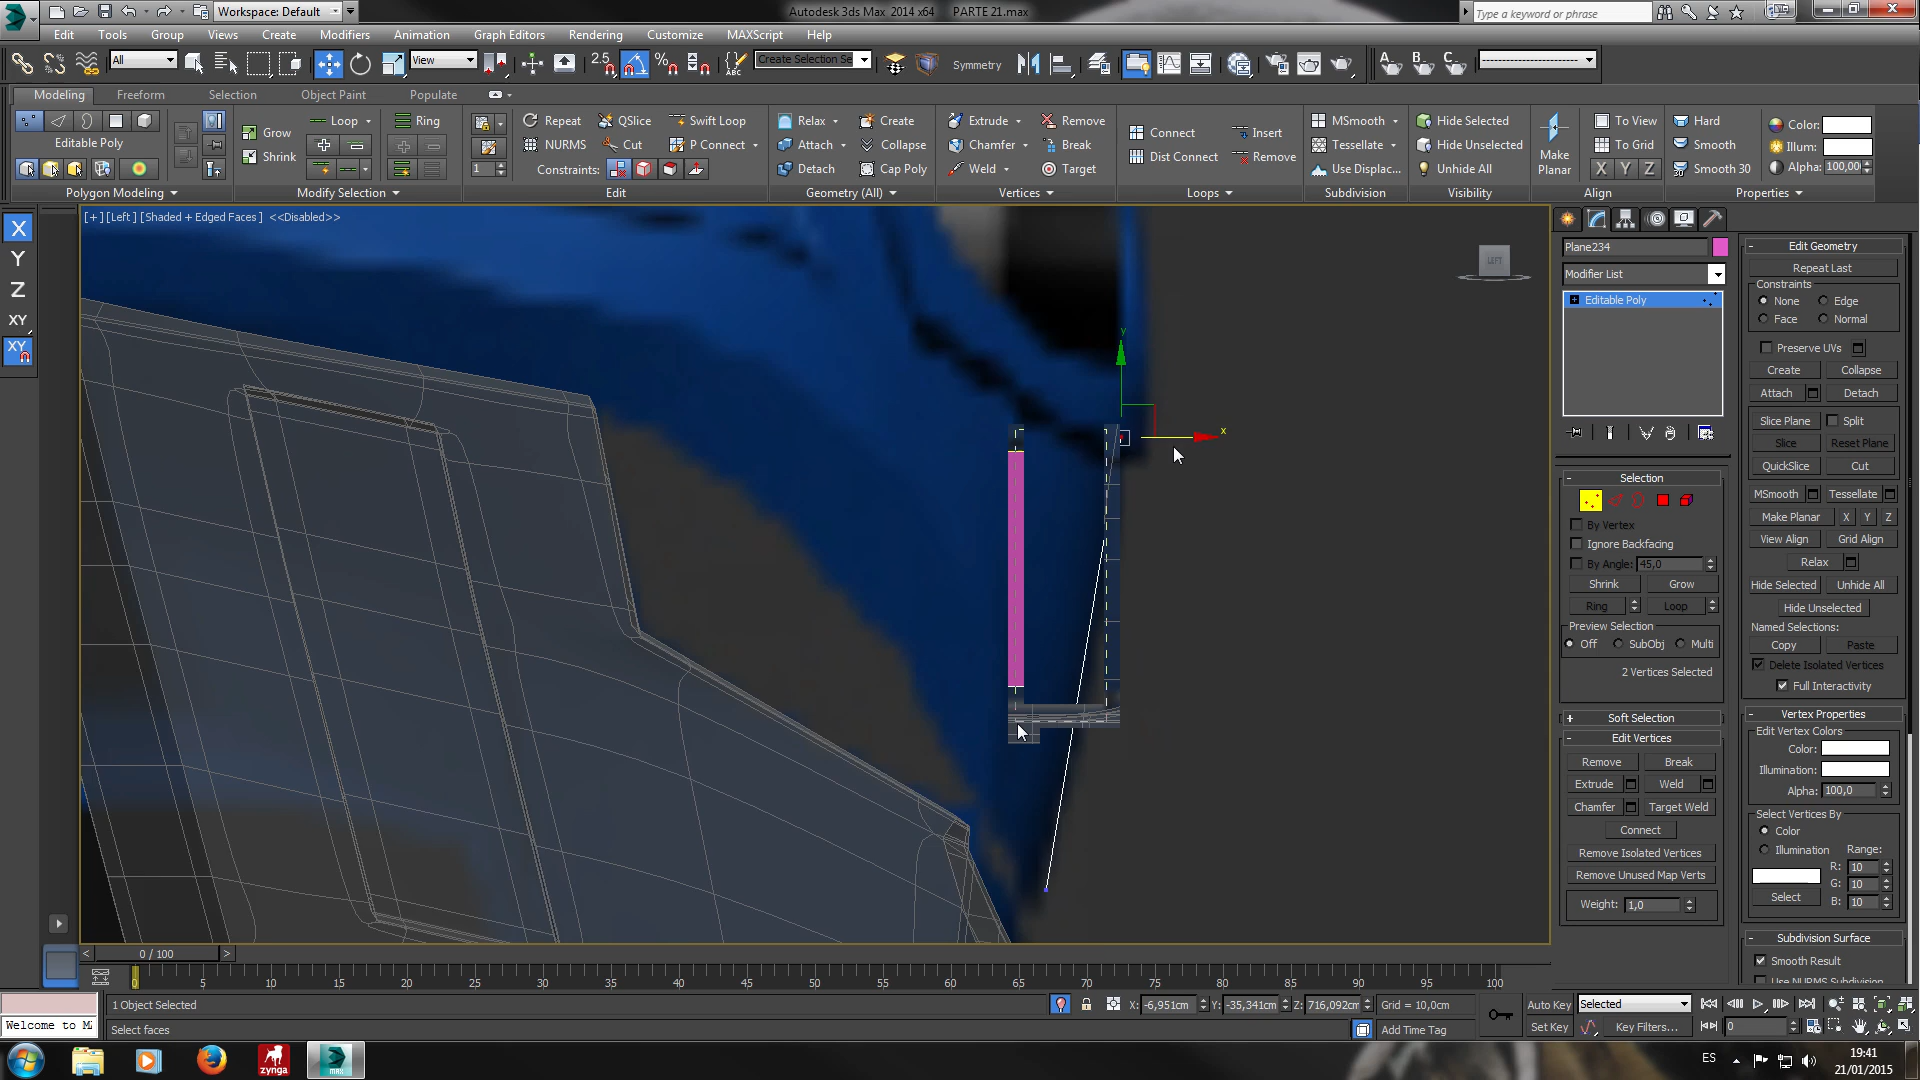 Workspace: Default
Autodesk 3ds Max 2014 x64 PARTE 21.max
Type a keyword or phrase
Edit Tools Group Views Create Modifiers Animation Graph Editors Rendering Customize MAXScript Help
All View 2.5 Create Selection Se Symmetry
Modeling Freeform Selection Object Paint Populate
Loop Ring Repeat QSlice Swift Loop Relax Create Extrude Remove MSmooth Hide Selected To View Hard Color:
Editable Poly Grow NURMS Cut P Connect Attach Collapse Chamfer Break Connect Insert Tessellate Hide Unselected Make Planar To Grid Smooth Illum:
Shrink 1 Constraints: Detach Cap Poly Weld Target Dist Connect Remove Use Displac... Unhide All X Y Z Smooth 30 Alpha: 100,00
Polygon Modeling Modify Selection Edit Geometry (All) Vertices Loops Subdivision Visibility Align Properties
X
Y
Z
XY
XY
[+] [Left] [Shaded + Edged Faces] <<Disabled>>
LEFT
y
x
Plane234
Modifier List
Editable Poly
Selection
By Vertex
Ignore Backfacing
By Angle: 45,0
Shrink Grow
Ring Loop
Preview Selection
Off SubObj Multi
2 Vertices Selected
Soft Selection
Edit Vertices
Remove Break
Extrude Weld
Chamfer Target Weld
Connect
Remove Isolated Vertices
Remove Unused Map Verts
Weight: 1,0
Edit Geometry
Repeat Last
Constraints
None Edge
Face Normal
Preserve UVs
Create Collapse
Attach Detach
Slice Plane Split
Slice Reset Plane
QuickSlice Cut
MSmooth Tessellate
Make Planar X Y Z
View Align Grid Align
Relax
Hide Selected Unhide All
Hide Unselected
Named Selections:
Copy Paste
Delete Isolated Vertices
Full Interactivity
Vertex Properties
Edit Vertex Colors
Color:
Illumination:
Alpha: 100,0
Select Vertices By
Color
Illumination Range:
R: 10
G: 10
Select B: 10
Subdivision Surface
Smooth Result
Use NURMS Subdivision
0 / 100
0 5 10 15 20 25 30 35 40 45 50 55 60 65 70 75 80 85 90 95 100
1 Object Selected X: -6,951cm Y: -35,341cm Z: 716,092cm Grid = 10,0cm Auto Key Selected
Welcome to MA Select faces Add Time Tag Set Key Key Filters... 0
zynga MAX ES 19:41
21/01/2015